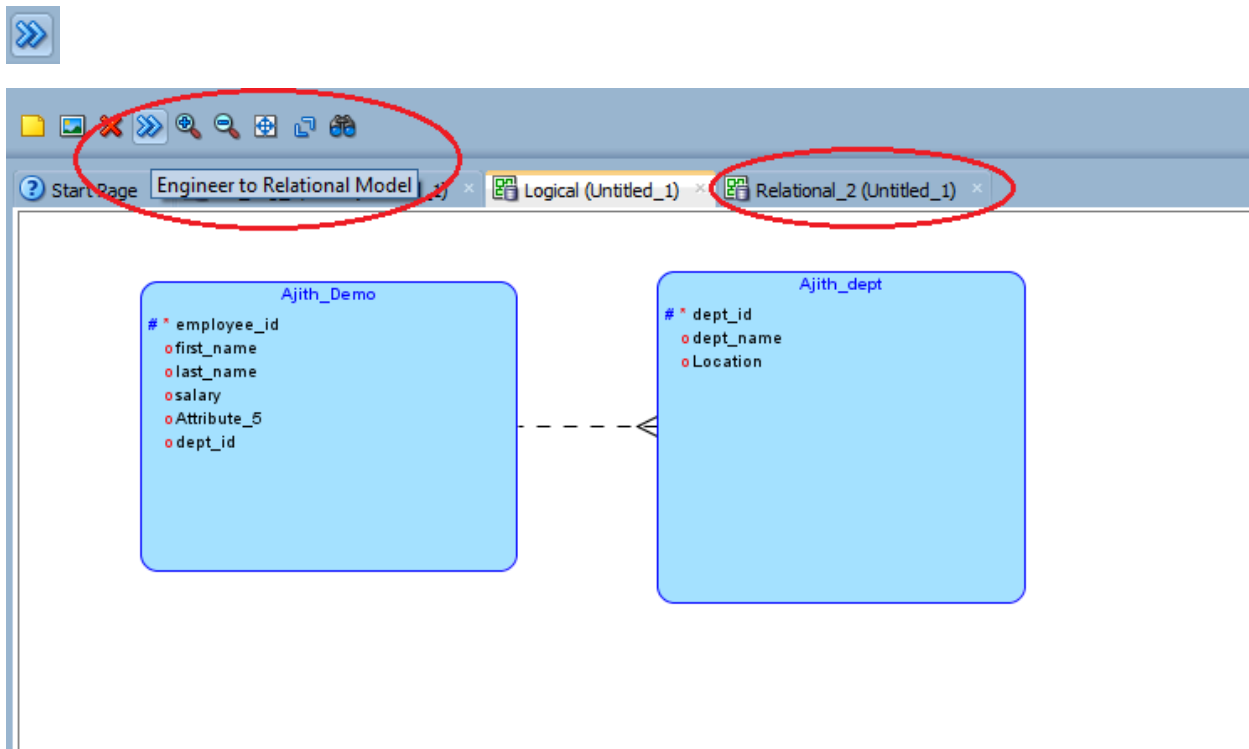 Start Page
Engineer to Relational Model
_1)
Logical (Untitled_1)
Relational_2 (Untitled_1)
Ajith_Demo
# * employee_id
o first_name
o last_name
o salary
o Attribute_5
o dept_id
Ajith_dept
# * dept_id
o dept_name
o Location